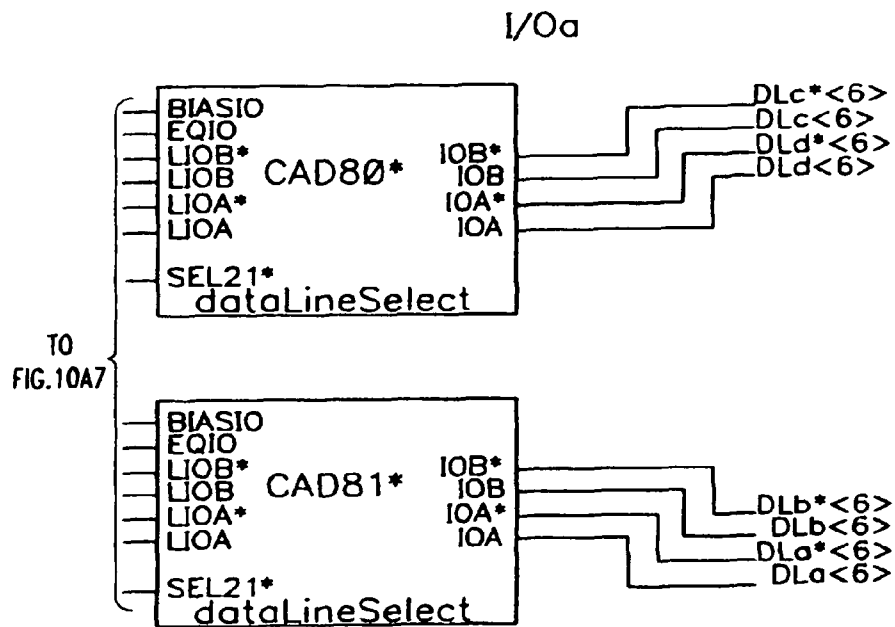 I/Oa
BIASIO
EQIO
LIOB*
LIOB
LIOA*
LIOA
SEL21*
CAD80*
IOB*
IOB
IOA*
IOA
dataLineSelect
DLc*<6>
DLc<6>
DLd*<6>
DLd<6>
TO
FIG.10A7
BIASIO
EQIO
LIOB*
LIOB
LIOA*
LIOA
SEL21*
CAD81*
IOB*
IOB
IOA*
IOA
dataLineSelect
DLb*<6>
DLb<6>
DLa*<6>
DLa<6>